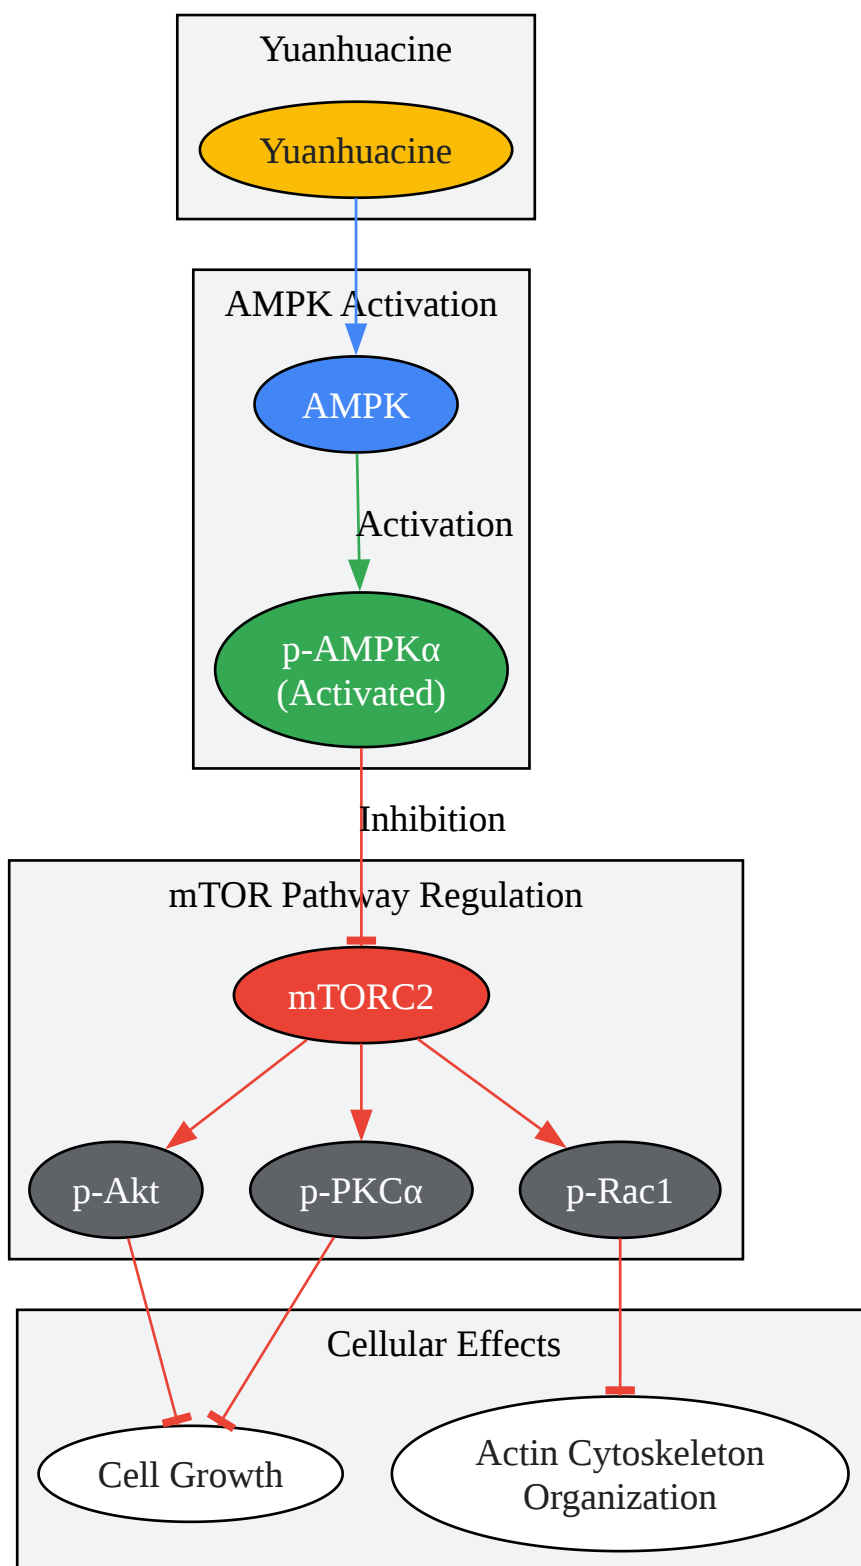 Yuanhuacine
Yuanhuacine
AMPK Activation
AMPK
Activation
p-AMPKα
(Activated)
Inhibition
mTOR Pathway Regulation
mTORC2
p-Akt
p-PKCα
p-Rac1
Cellular Effects
Cell Growth
Actin Cytoskeleton
Organization